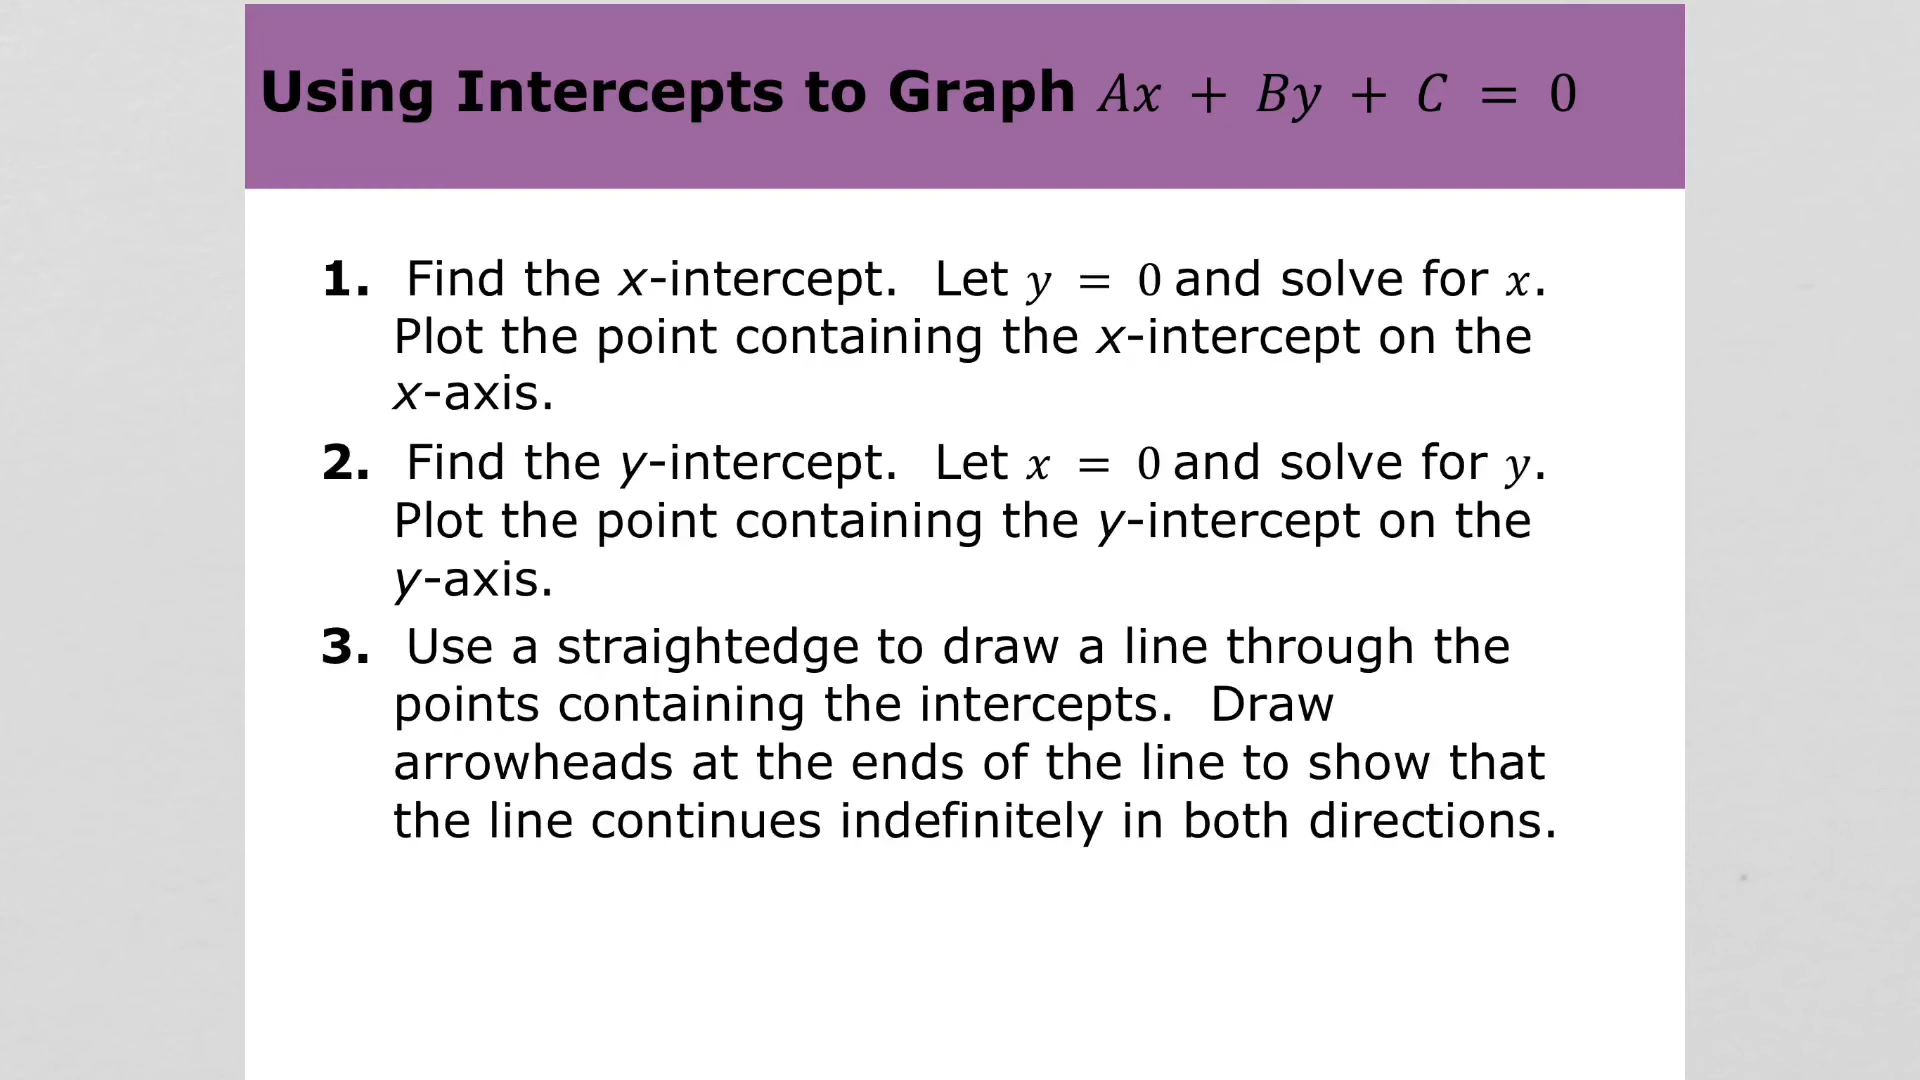 Using Intercepts to Graph Ax + By + C = 0
1. Find the x-intercept. Let y = 0 and solve for x.
Plot the point containing the x-intercept on the
x-axis.
2. Find the y-intercept. Let x = 0 and solve for y.
Plot the point containing the y-intercept on the
y-axis.
3. Use a straightedge to draw a line through the
points containing the intercepts. Draw
arrowheads at the ends of the line to show that
the line continues indefinitely in both directions.